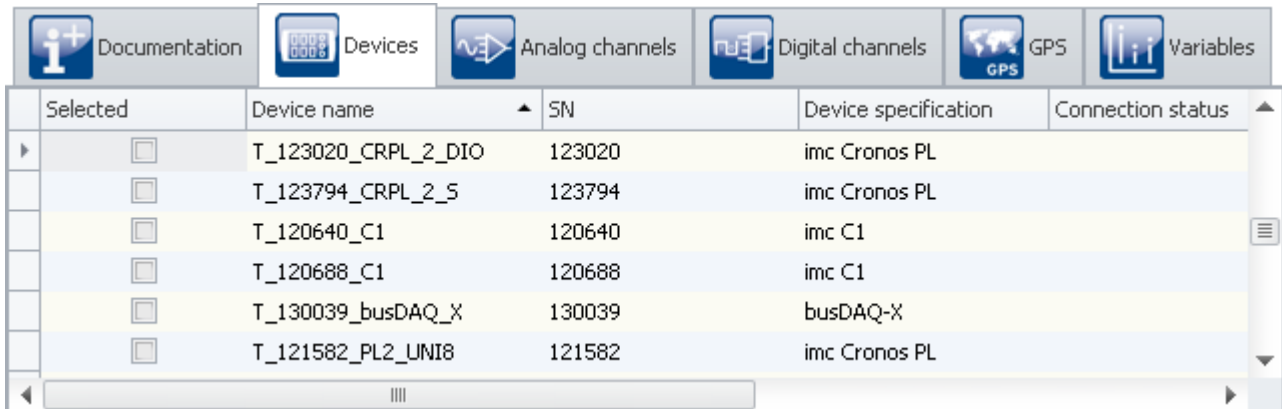 Documentation Devices Analog channels Digital channels GPS GPS Variables
Selected Device name SN Device specification Connection status
T_123020_CRPL_2_DIO 123020 imc Cronos PL
T_123794_CRPL_2_S 123794 imc Cronos PL
T_120640_C1 120640 imc C1
T_120688_C1 120688 imc C1
T_130039_busDAQ_X 130039 busDAQ-X
T_121582_PL2_UNI8 121582 imc Cronos PL